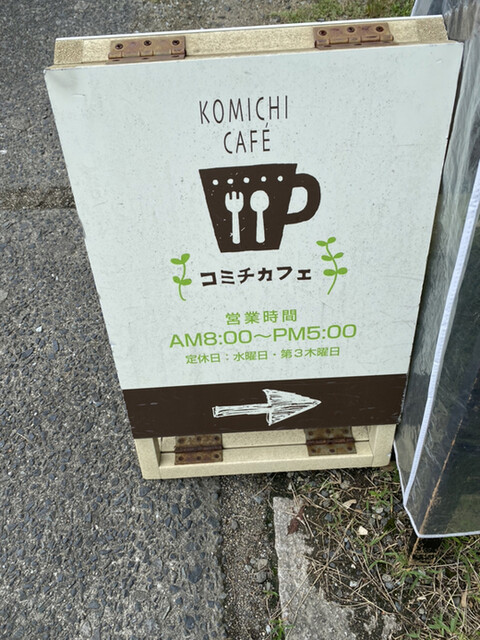 KOMICHI
CAFÉ
コミチカフェ
営業時間
AM8:00～PM5:00
定休日：水曜日・第3木曜日